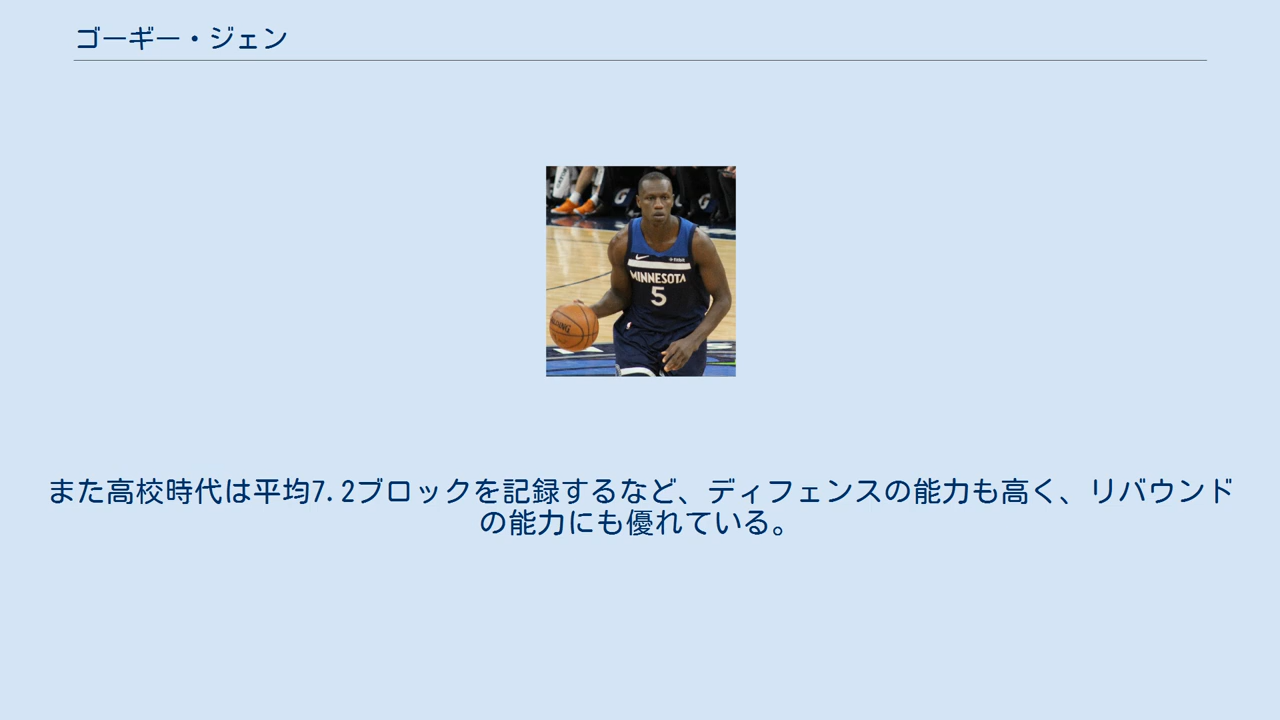 ゴーギー・ジェン
MINNESOTA
5
SPALDING
また高校時代は平均7.2ブロックを記録するなど、ディフェンスの能力も高く、リバウンド
の能力にも優れている。